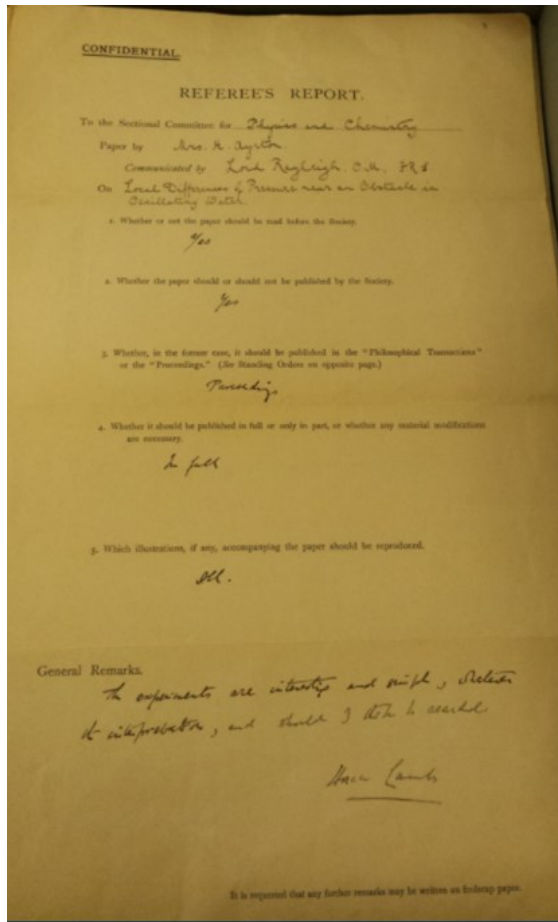 CONFIDENTIAL.
REFEREE'S REPORT.
To the Sectional Committee for Physics and Chemistry
Paper by Mrs. H. Ayrton
Communicated by Lord Rayleigh. O.M., FRS
On Local Differences of Pressure near an Obstacle in
Oscillating Water.
1. Whether or not the paper should be read before the Society.
Yes
2. Whether the paper should or should not be published by the Society.
Yes
3. Whether, in the former case, it should be published in the "Philosophical Transactions"
or the "Proceedings." (See Standing Orders on opposite page.)
Proceedings
4. Whether it should be published in full or only in part, or whether any material modifications
are necessary.
In full
5. Which illustrations, if any, accompanying the paper should be reproduced.
All.
General Remarks.
The experiments are interesting and simple, whatever
the interpretation, and should I think be recorded
Horace Lamb
It is requested that any further remarks may be written on foolscap paper.